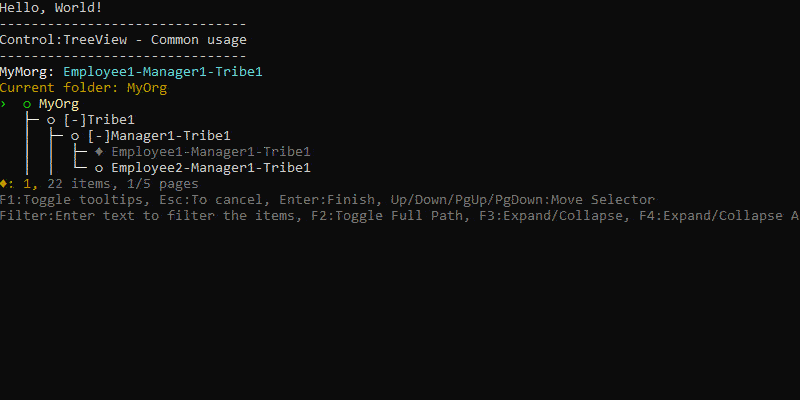 Hello, World!
-------------------------------
Control:TreeView - Common usage
-------------------------------
MyMorg: Employee1-Manager1-Tribe1
Current folder: MyOrg
› o MyOrg
├─ o [-]Tribe1
│ ├─ o [-]Manager1-Tribe1
│ │ ├─ ♦ Employee1-Manager1-Tribe1
│ │ └─ o Employee2-Manager1-Tribe1
♦: 1, 22 items, 1/5 pages
F1:Toggle tooltips, Esc:To cancel, Enter:Finish, Up/Down/PgUp/PgDown:Move Selector
Filter:Enter text to filter the items, F2:Toggle Full Path, F3:Expand/Collapse, F4:Expand/Collapse A